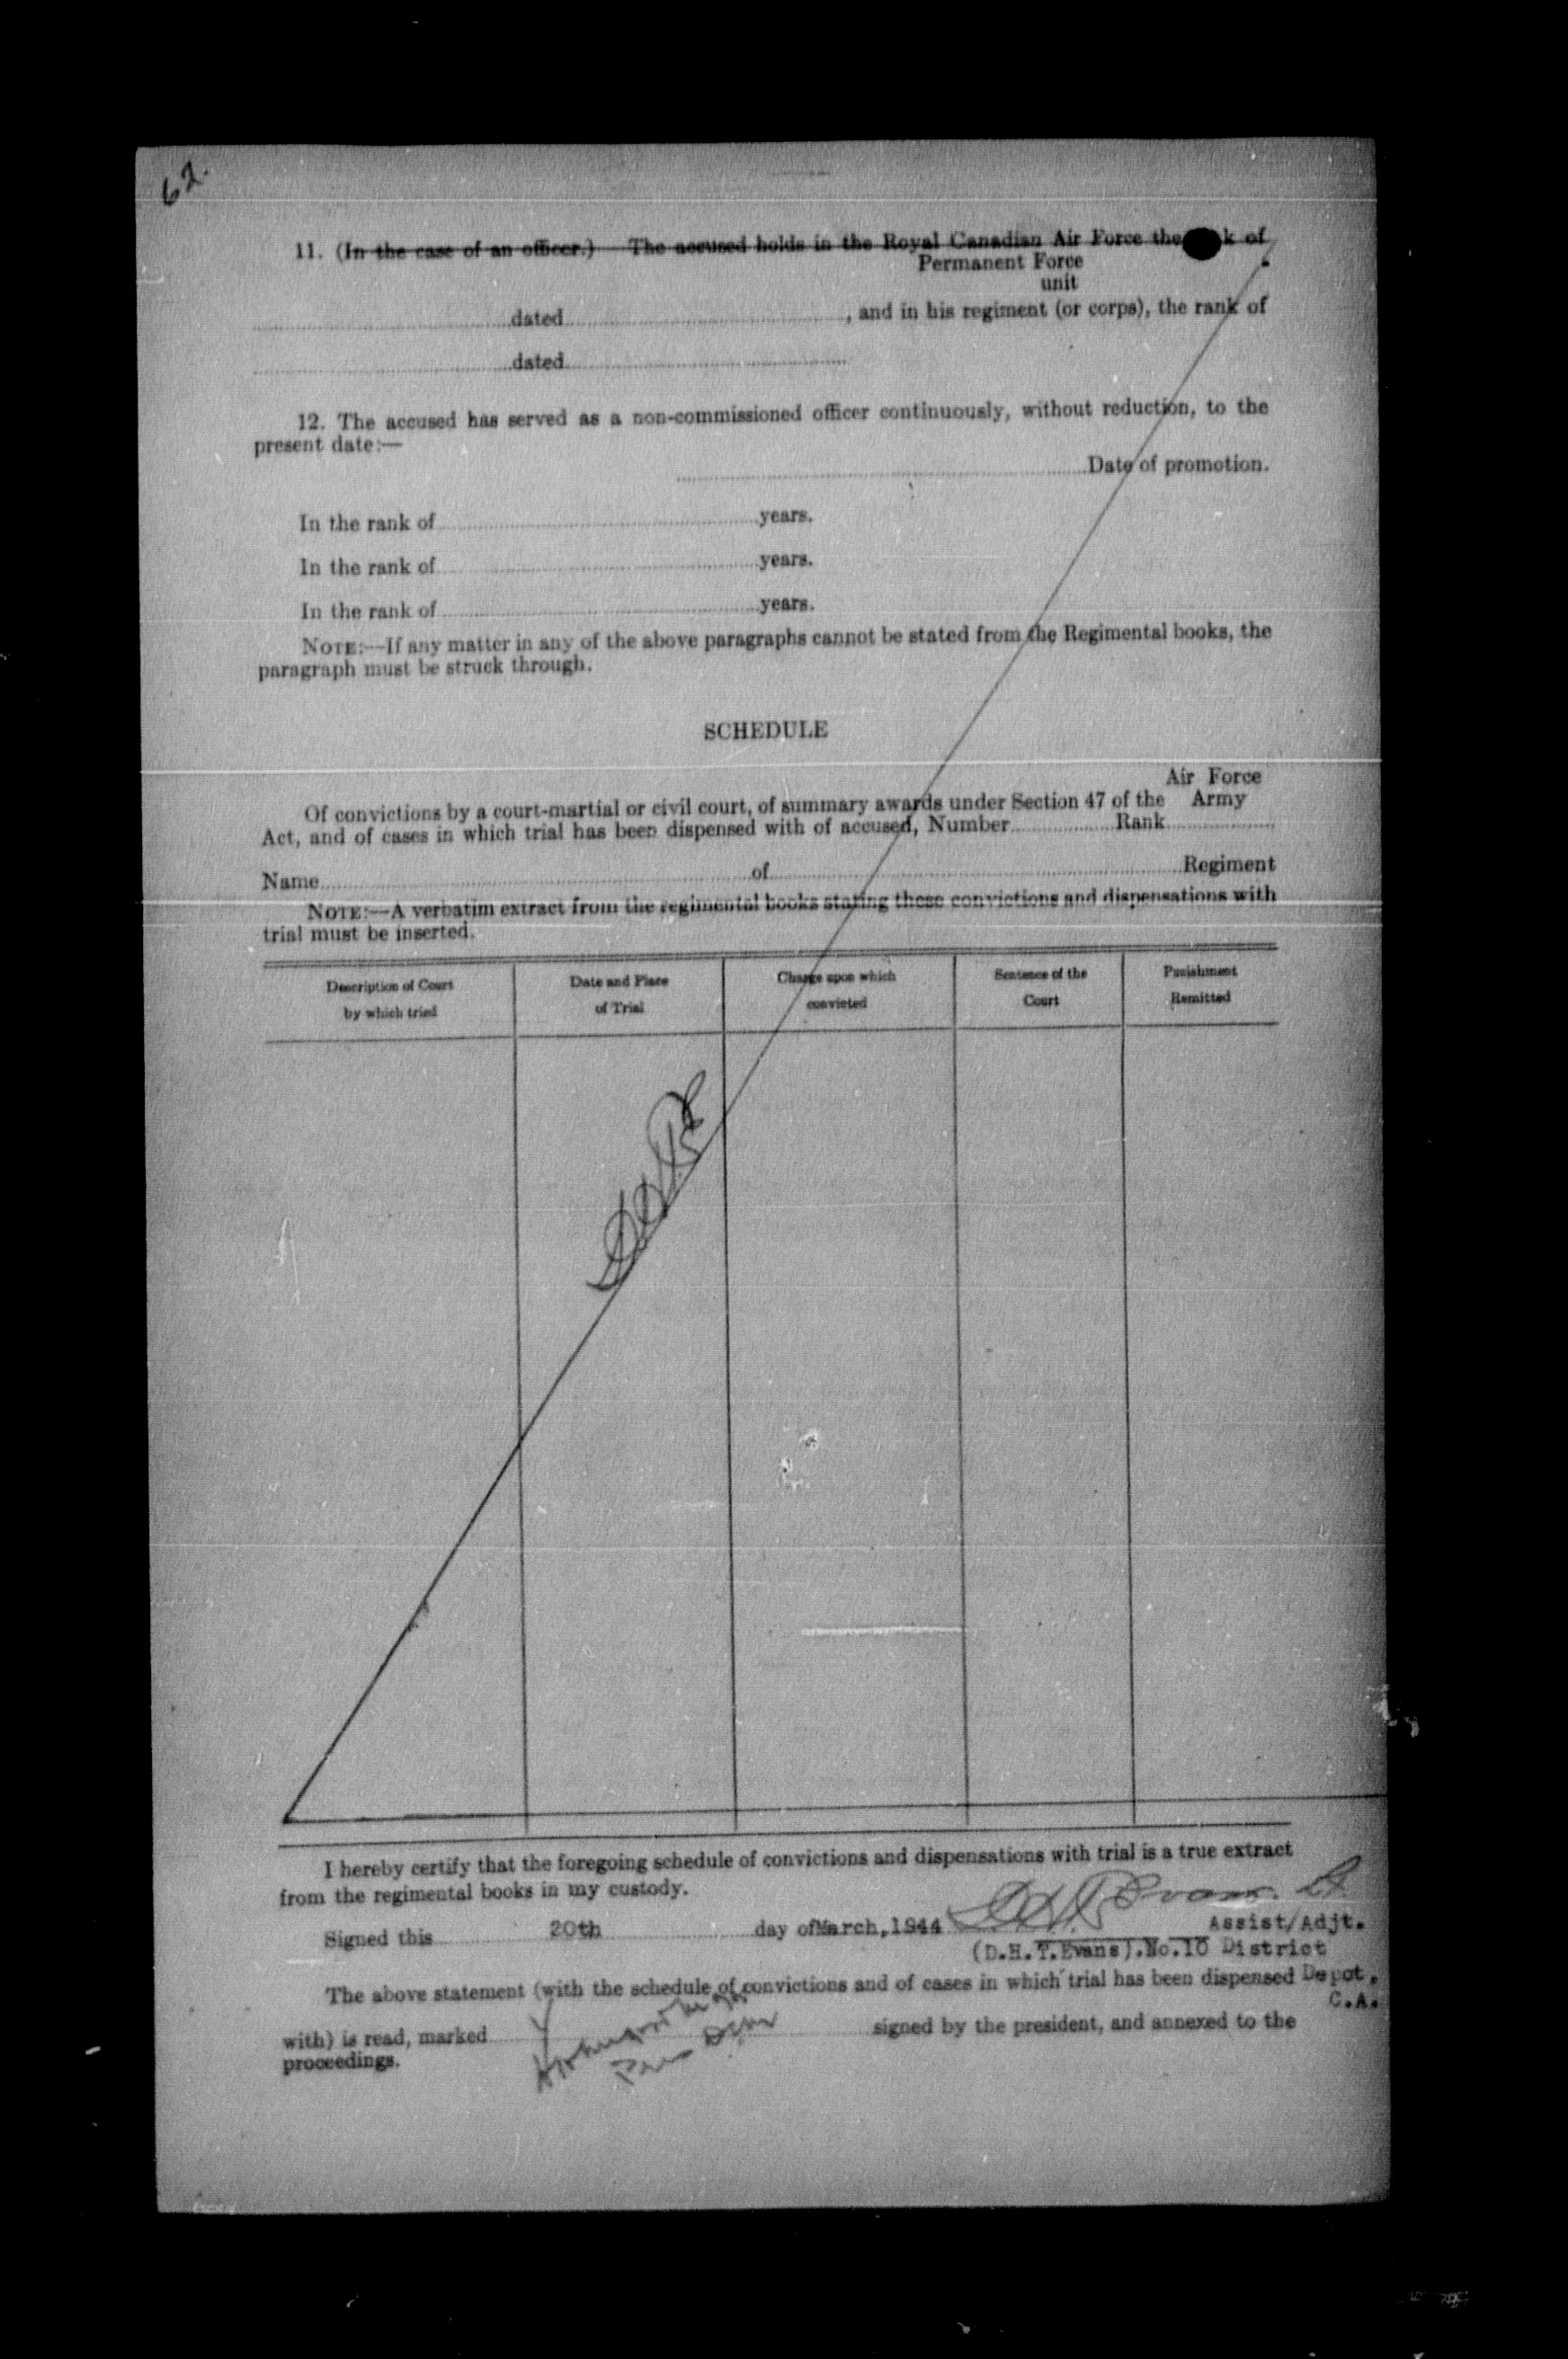 62.
11. (In the case of an officer.) The accused holds in the Royal Canadian Air Force the k of
Permanent Force
unit
dated , and in his regiment (or corps), the rank of
dated
12. The accused has served as a non-commissioned officer continuously, without reduction, to the
present date:—
Date of promotion.
In the rank of years.
In the rank of years.
In the rank of years.
NOTE:—If any matter in any of the above paragraphs cannot be stated from the Regimental books, the
paragraph must be struck through.
SCHEDULE
Air Force
Of convictions by a court-martial or civil court, of summary awards under Section 47 of the Army
Act, and of cases in which trial has been dispensed with of accused, Number Rank
Name of Regiment
NOTE:—A verbatim extract from the regimental books stating these convictions and dispensations with
trial must be inserted.
Description of Court by which tried
Date and Place of Trial
Charge upon which convicted
Sentence of the Court
Punishment Remitted
I hereby certify that the foregoing schedule of convictions and dispensations with trial is a true extract
from the regimental books in my custody.
Evans Lt
Signed this 20th day of March, 1944 Assist/Adjt.
(D.H.T.Evans).No.10 District
The above statement (with the schedule of convictions and of cases in which trial has been dispensed Depot,
C.A.
with) is read, marked Y signed by the president, and annexed to the
proceedings.